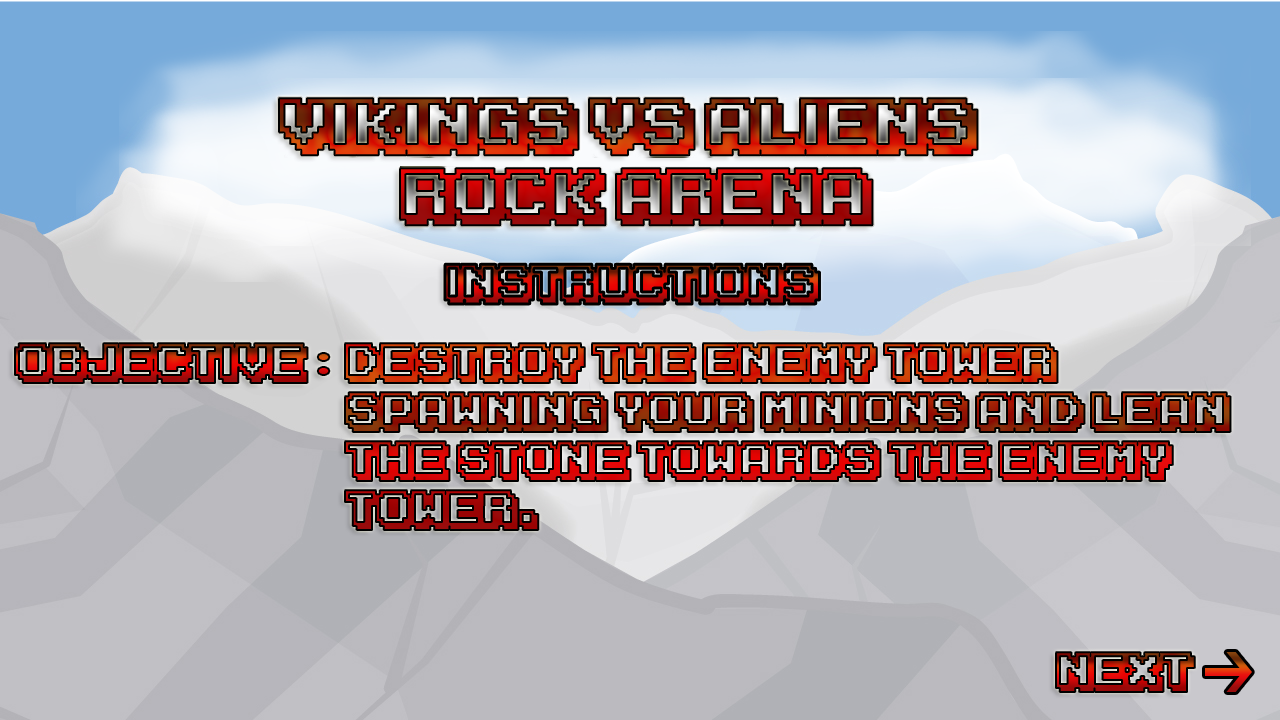 VIKINGS VS ALIENS
ROCK ARENA
INSTRUCTIONS
OBJECTIVE: DESTROY THE ENEMY TOWER
SPAWNING YOUR MINIONS AND LEAN
THE STONE TOWARDS THE ENEMY
TOWER.
NEXT